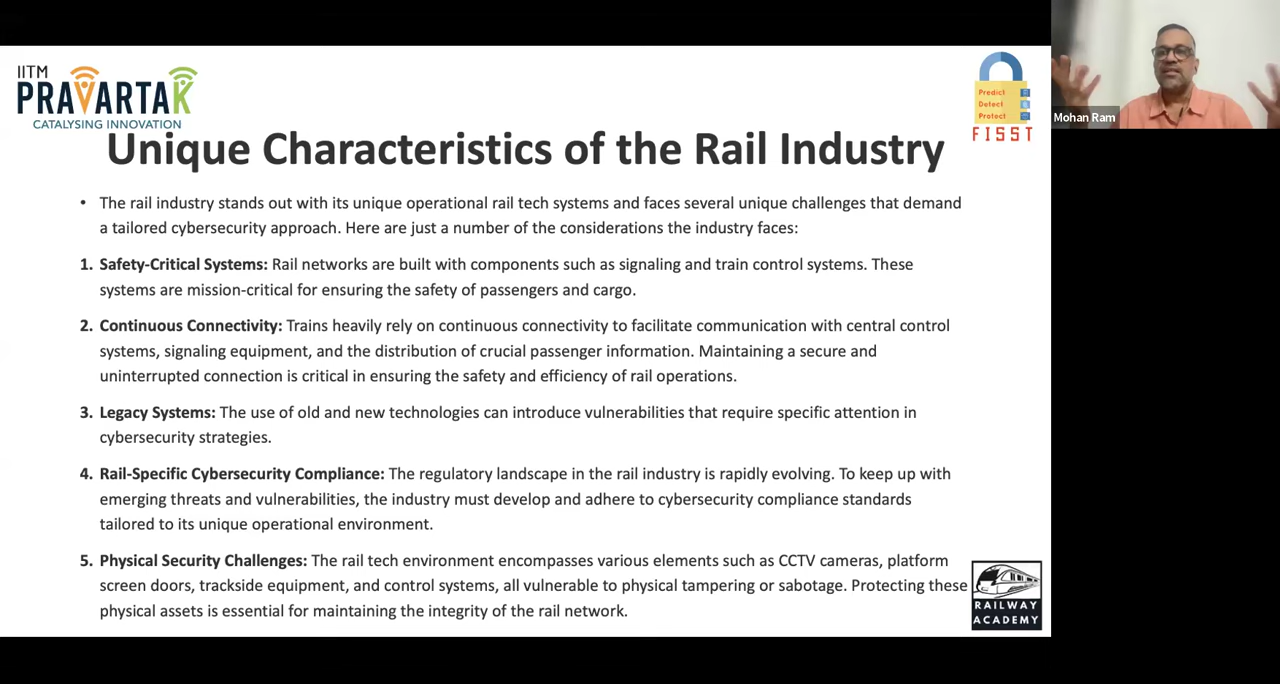 IITM
PRAVARTAK
CATALYSING INNOVATION
Predict
Detect
Protect
FISST
Mohan Ram
Unique Characteristics of the Rail Industry
• The rail industry stands out with its unique operational rail tech systems and faces several unique challenges that demand
a tailored cybersecurity approach. Here are just a number of the considerations the industry faces:
1. Safety-Critical Systems: Rail networks are built with components such as signaling and train control systems. These
systems are mission-critical for ensuring the safety of passengers and cargo.
2. Continuous Connectivity: Trains heavily rely on continuous connectivity to facilitate communication with central control
systems, signaling equipment, and the distribution of crucial passenger information. Maintaining a secure and
uninterrupted connection is critical in ensuring the safety and efficiency of rail operations.
3. Legacy Systems: The use of old and new technologies can introduce vulnerabilities that require specific attention in
cybersecurity strategies.
4. Rail-Specific Cybersecurity Compliance: The regulatory landscape in the rail industry is rapidly evolving. To keep up with
emerging threats and vulnerabilities, the industry must develop and adhere to cybersecurity compliance standards
tailored to its unique operational environment.
5. Physical Security Challenges: The rail tech environment encompasses various elements such as CCTV cameras, platform
screen doors, trackside equipment, and control systems, all vulnerable to physical tampering or sabotage. Protecting these
physical assets is essential for maintaining the integrity of the rail network.
RAILWAY
ACADEMY